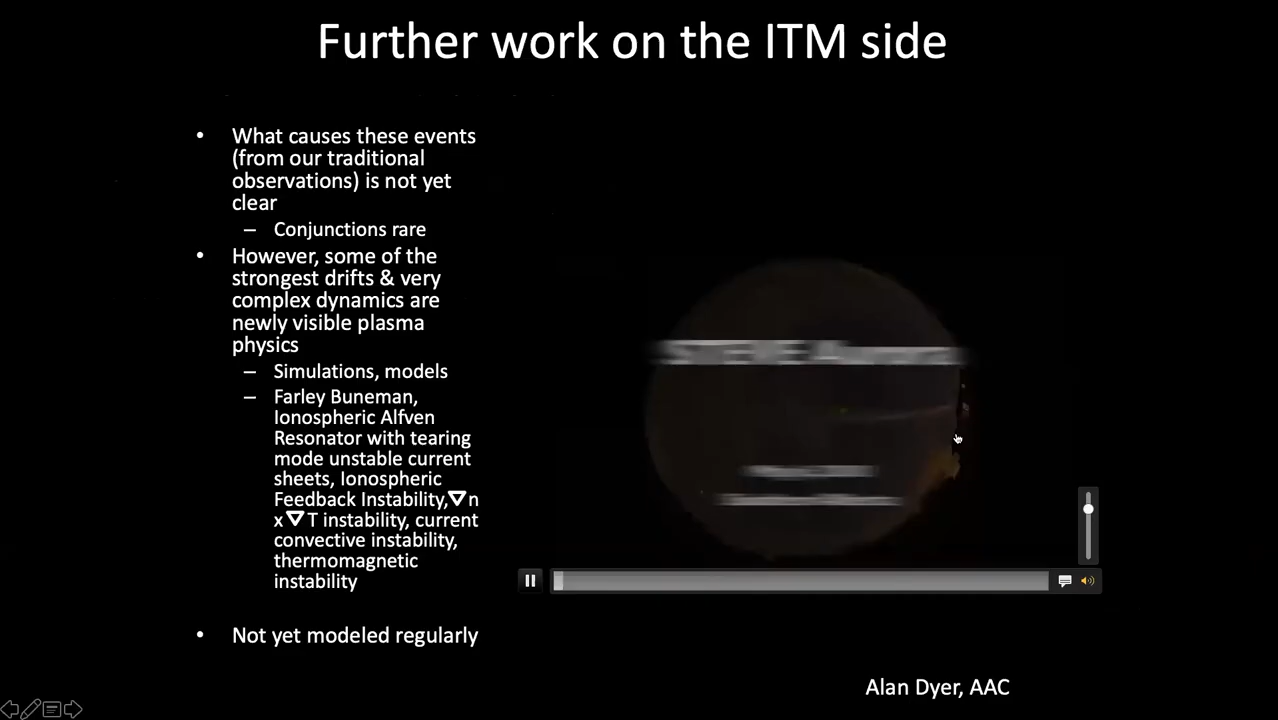 Further work on the ITM side
• What causes these events
(from our traditional
observations) is not yet
clear
– Conjunctions rare
• However, some of the
strongest drifts & very
complex dynamics are
newly visible plasma
physics
– Simulations, models
– Farley Buneman,
Ionospheric Alfven
Resonator with tearing
mode unstable current
sheets, Ionospheric
Feedback Instability,∇n
x∇T instability, current
convective instability,
thermomagnetic
instability
• Not yet modeled regularly
Alan Dyer, AAC